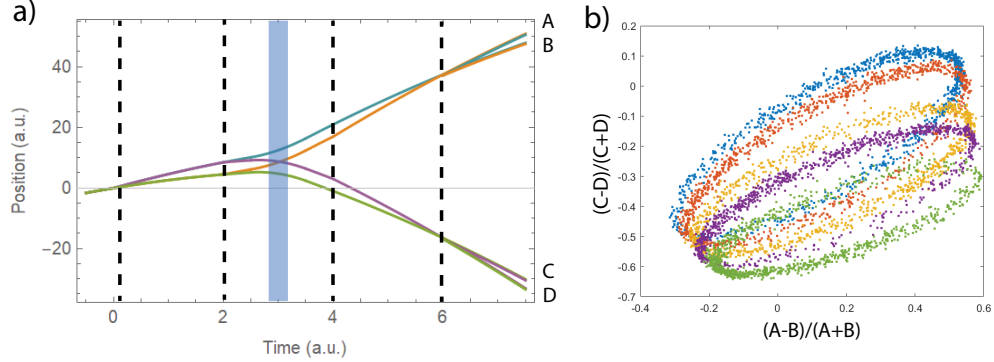 a)
Position (a.u.)
40
20
0
−20
0
2
4
6
Time (a.u.)
A
B
C
D
b)
(C-D)/(C+D)
0.2
0.1
0
-0.1
-0.2
-0.3
-0.4
-0.5
-0.6
-0.7
-0.4
-0.2
0
0.2
0.4
0.6
(A-B)/(A+B)